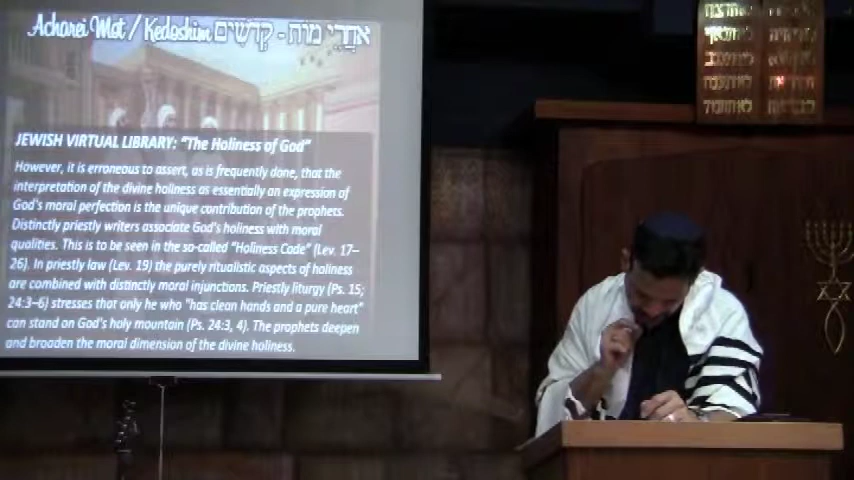 Acharei Mot / Kedoshim אַחֲרֵי מוֹת - קְדֹשִׁים
JEWISH VIRTUAL LIBRARY: "The Holiness of God"
However, it is erroneous to assert, as is frequently done, that the
interpretation of the divine holiness as essentially an expression of
God's moral perfection is the unique contribution of the prophets.
Distinctly priestly writers associate God's holiness with moral
qualities. This is to be seen in the so-called "Holiness Code" (Lev. 17–
26). In priestly law (Lev. 19) the purely ritualistic aspects of holiness
are combined with distinctly moral injunctions. Priestly liturgy (Ps. 15;
24:3–6) stresses that only he who "has clean hands and a pure heart"
can stand on God's holy mountain (Ps. 24:3, 4). The prophets deepen
and broaden the moral dimension of the divine holiness.